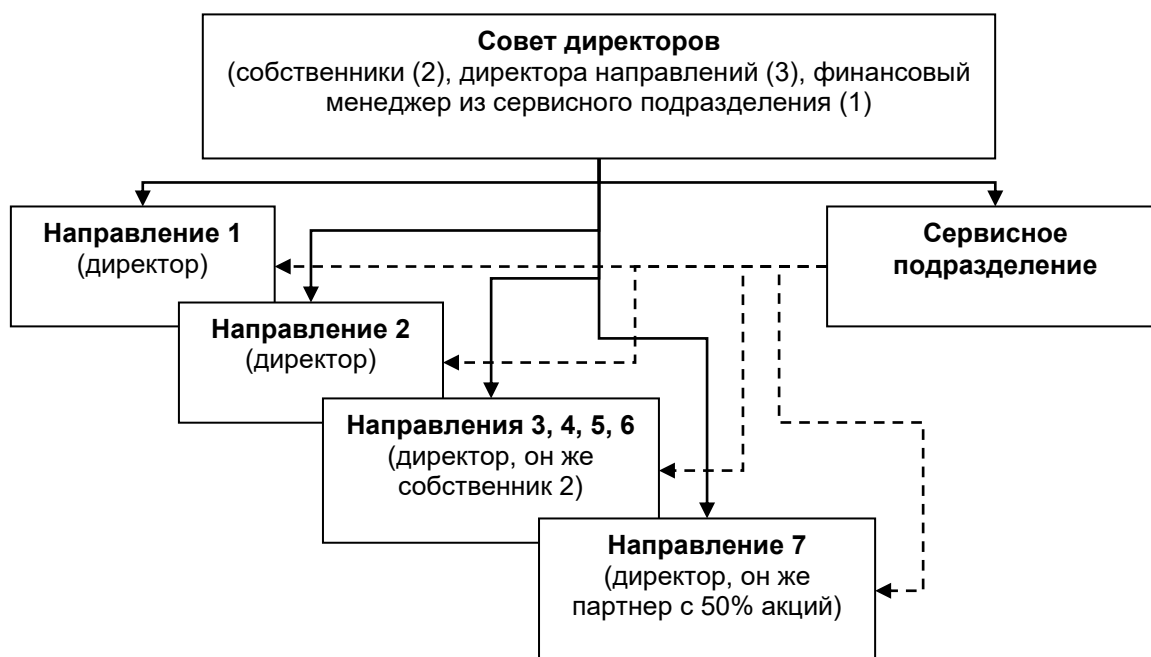 Совет директоров
(собственники (2), директора направлений (3), финансовый
менеджер из сервисного подразделения (1)
Направление 1
(директор)
Сервисное
подразделение
Направление 2
(директор)
Направления 3, 4, 5, 6
(директор, он же
собственник 2)
Направление 7
(директор, он же
партнер с 50% акций)